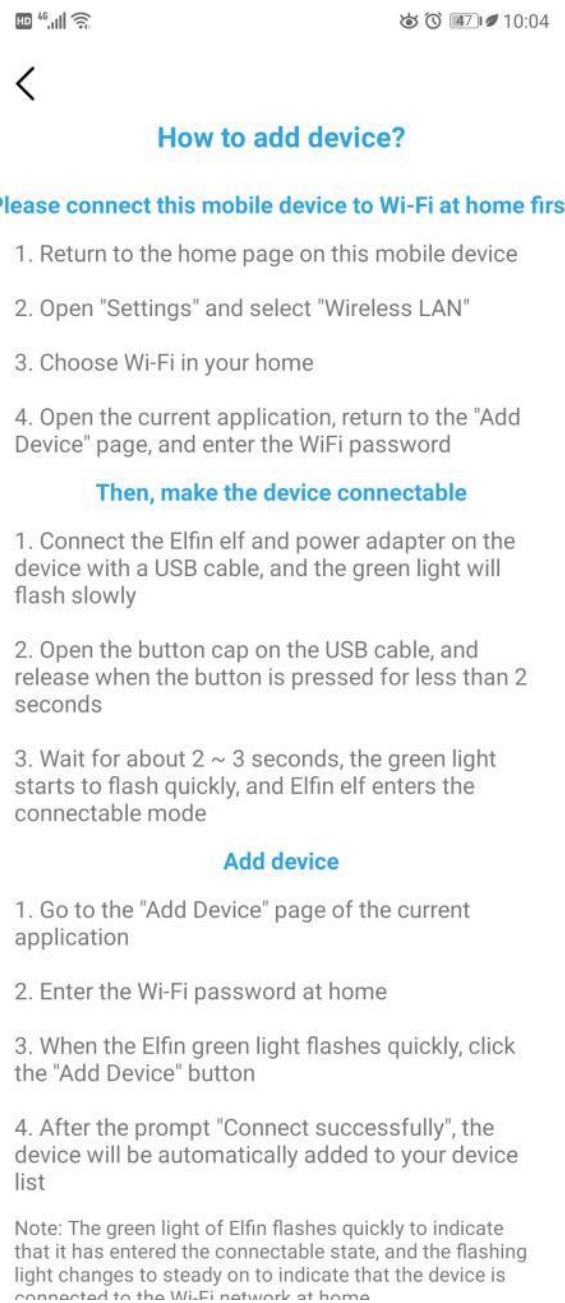 HD 4G 47 10:04
How to add device?
Please connect this mobile device to Wi-Fi at home firs
1. Return to the home page on this mobile device
2. Open "Settings" and select "Wireless LAN"
3. Choose Wi-Fi in your home
4. Open the current application, return to the "Add
Device" page, and enter the WiFi password
Then, make the device connectable
1. Connect the Elfin elf and power adapter on the
device with a USB cable, and the green light will
flash slowly
2. Open the button cap on the USB cable, and
release when the button is pressed for less than 2
seconds
3. Wait for about 2 ~ 3 seconds, the green light
starts to flash quickly, and Elfin elf enters the
connectable mode
Add device
1. Go to the "Add Device" page of the current
application
2. Enter the Wi-Fi password at home
3. When the Elfin green light flashes quickly, click
the "Add Device" button
4. After the prompt "Connect successfully", the
device will be automatically added to your device
list
Note: The green light of Elfin flashes quickly to indicate
that it has entered the connectable state, and the flashing
light changes to steady on to indicate that the device is
connected to the Wi-Fi network at home